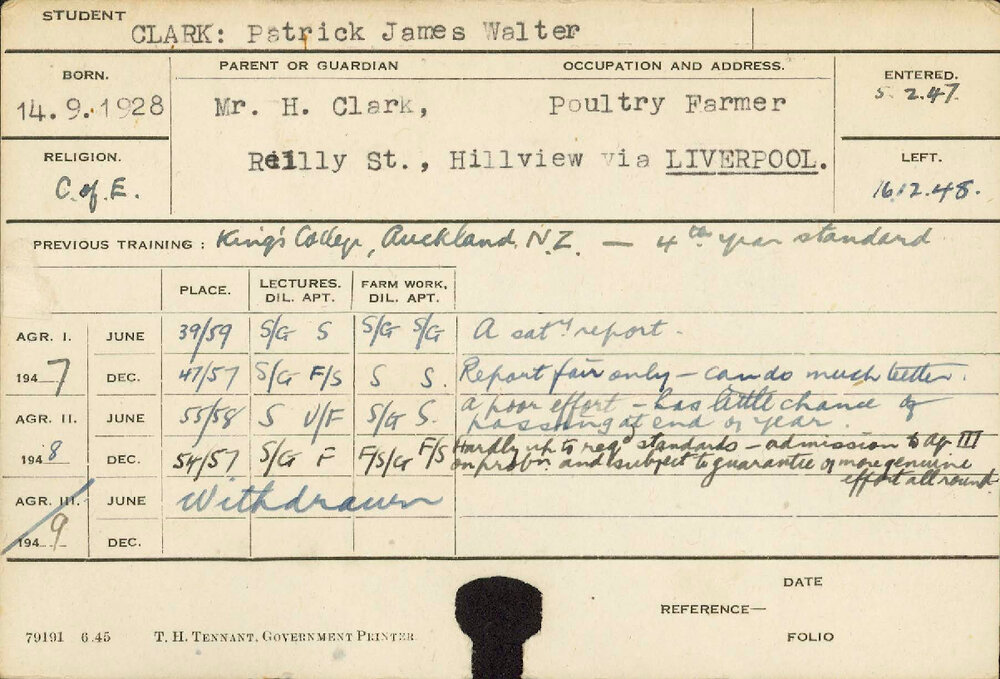 STUDENT CLARK: Patrick James Walter
BORN. PARENT OR GUARDIAN OCCUPATION AND ADDRESS. ENTERED.
14.9.1928 Mr. H. Clark, Poultry Farmer 5.2.47.
RELIGION. Reilly St., Hillview via LIVERPOOL. LEFT.
C. of E. 16.12.48.
PREVIOUS TRAINING : King's College, Auckland, N.Z. — 4th year standard
PLACE. LECTURES. FARM WORK.
DIL. APT. DIL. APT.
AGR. I. JUNE 39/59 S/G S S/G S/G A saty report.
1947 DEC. 47/57 S/G F/S S S. Report fair only — can do much better.
AGR. II. JUNE 55/58 S U/F S/G S. a poor effort — has little chance of
passing at end of year.
1948 DEC. 54/57 S/G F F/S/G F/S Hardly up to reqd standards — admission to Ag III
on probn. and subject to guarantee of more genuine
effort all round.
AGR. III. JUNE Withdrawn
1949 DEC.
DATE
REFERENCE—
79191 6.45 T. H. TENNANT, GOVERNMENT PRINTER FOLIO